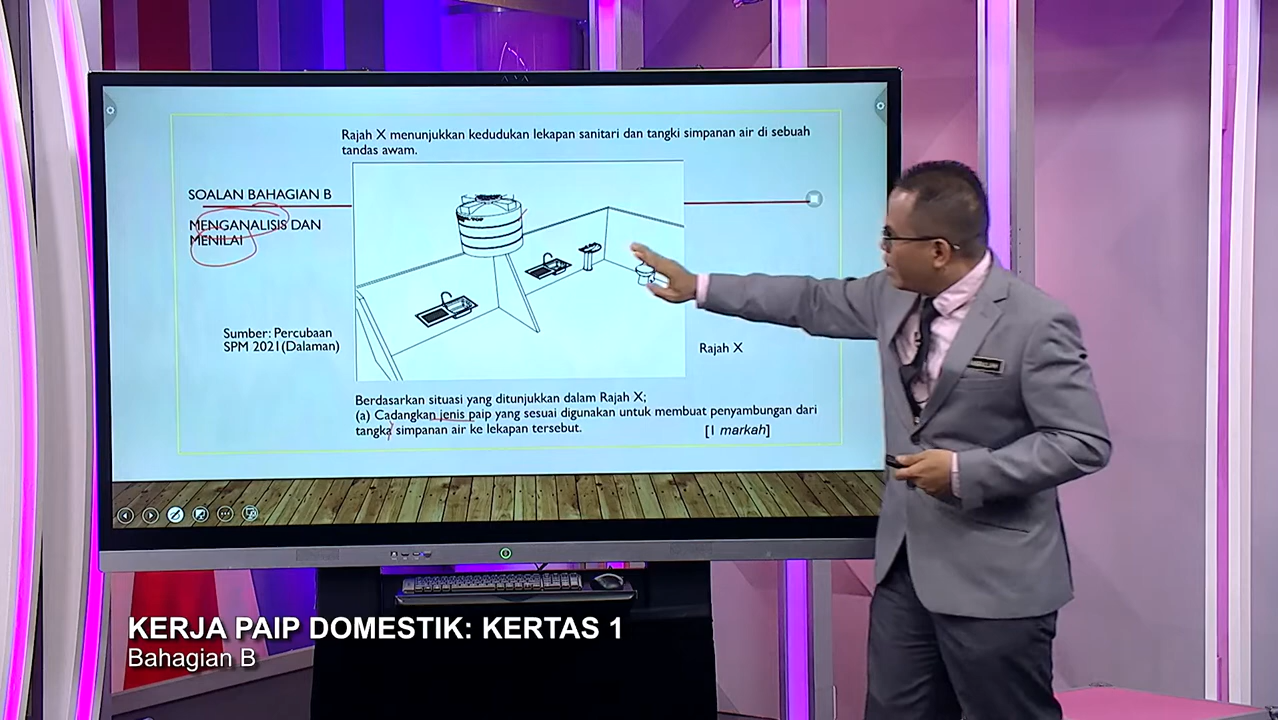 Rajah X menunjukkan kedudukan lekapan sanitari dan tangki simpanan air di sebuah
tandas awam.
SOALAN BAHAGIAN B
MENGANALISIS DAN
MENILAI
Sumber: Percubaan
SPM 2021(Dalaman)
Rajah X
Berdasarkan situasi yang ditunjukkan dalam Rajah X;
(a) Cadangkan jenis paip yang sesuai digunakan untuk membuat penyambungan dari
tangka simpanan air ke lekapan tersebut.
[1 markah]
KERJA PAIP DOMESTIK: KERTAS 1
Bahagian B